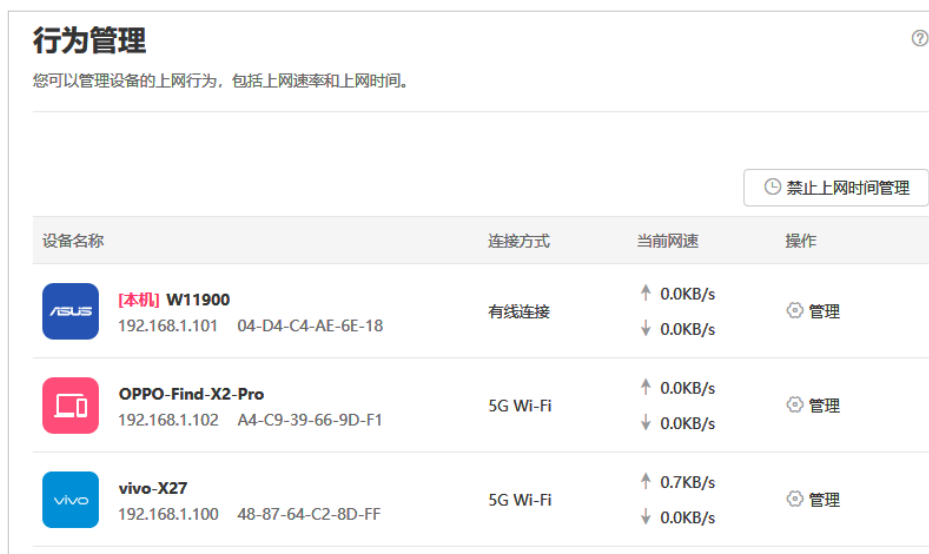 行为管理
您可以管理设备的上网行为，包括上网速率和上网时间。
禁止上网时间管理
设备名称 连接方式 当前网速 操作
ASUS
[本机] W11900
192.168.1.101 04-D4-C4-AE-6E-18
有线连接
↑ 0.0KB/s
↓ 0.0KB/s
管理
OPPO-Find-X2-Pro
192.168.1.102 A4-C9-39-66-9D-F1
5G Wi-Fi
↑ 0.0KB/s
↓ 0.0KB/s
管理
vivo
vivo-X27
192.168.1.100 48-87-64-C2-8D-FF
5G Wi-Fi
↑ 0.7KB/s
↓ 0.0KB/s
管理